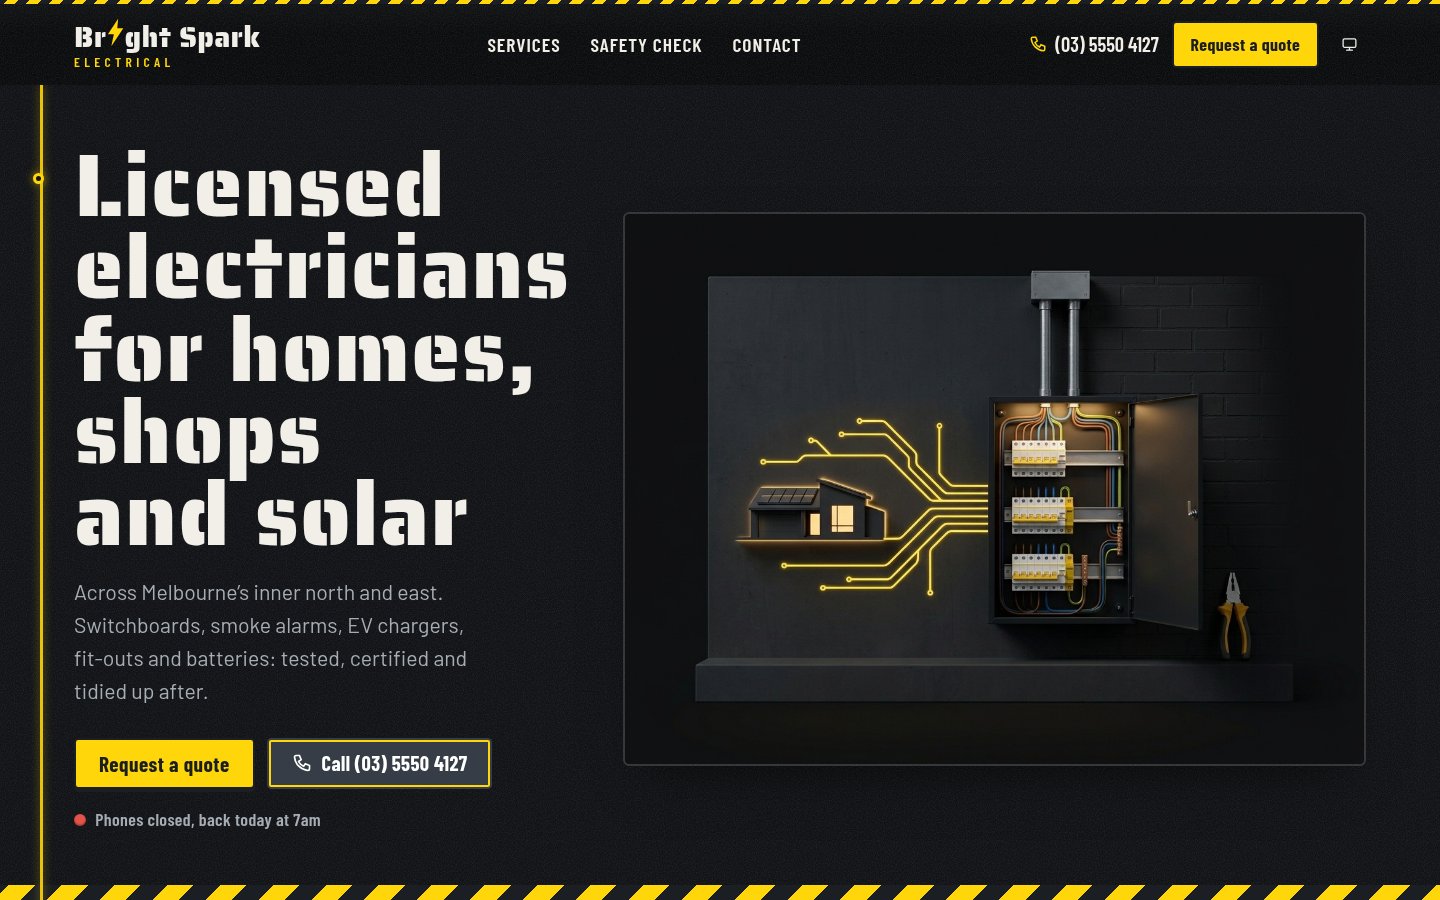 Bright Spark
ELECTRICAL
SERVICES
SAFETY CHECK
CONTACT
(03) 5550 4127
Request a quote
Licensed
electricians
for homes,
shops
and solar
Across Melbourne’s inner north and east.
Switchboards, smoke alarms, EV chargers,
fit-outs and batteries: tested, certified and
tidied up after.
Request a quote
Call (03) 5550 4127
Phones closed, back today at 7am